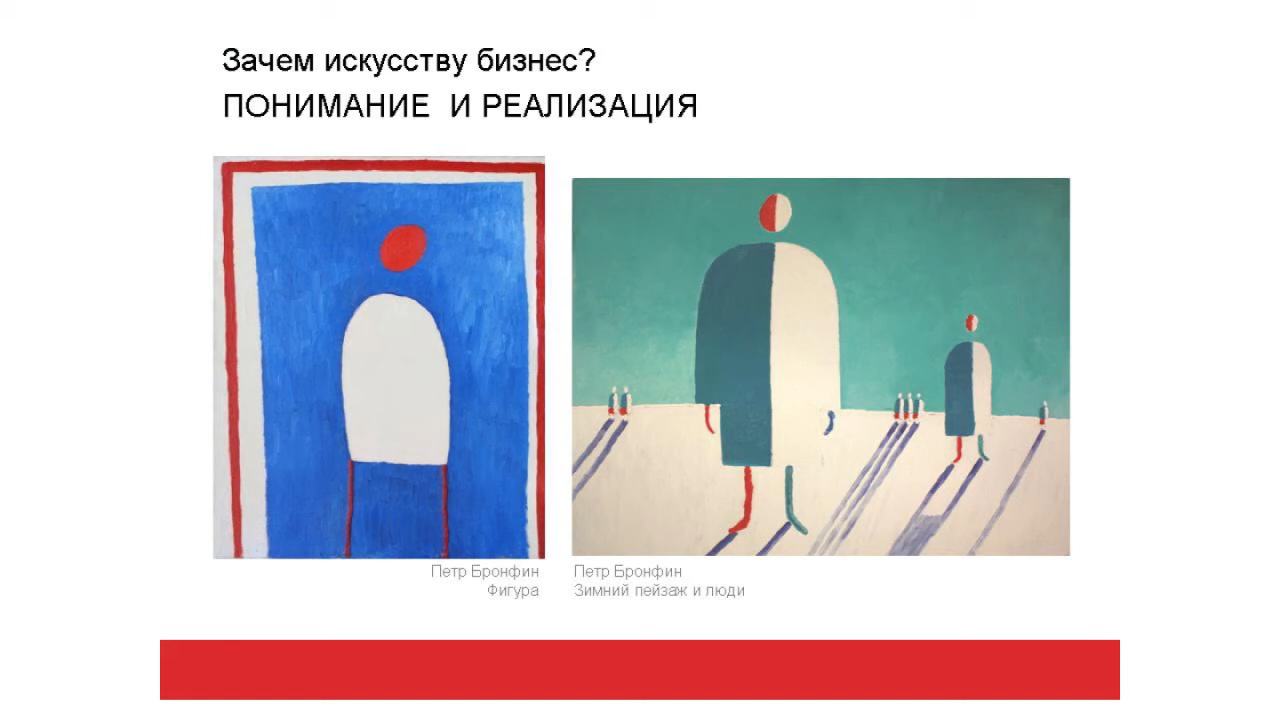 Зачем искусству бизнес?
ПОНИМАНИЕ И РЕАЛИЗАЦИЯ
Петр Бронфин
Фигура
Петр Бронфин
Зимний пейзаж и люди